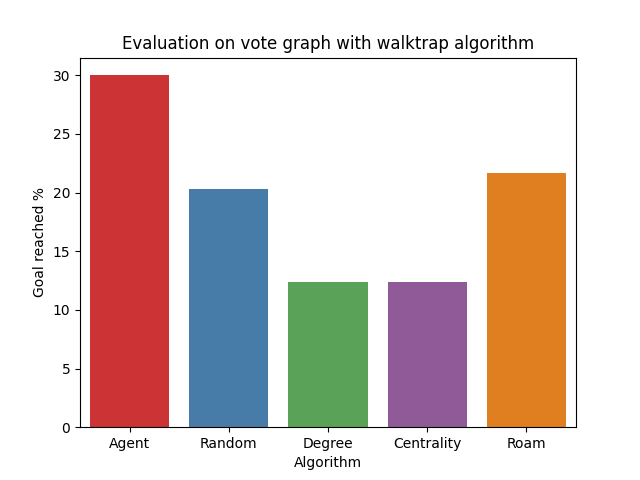 Evaluation on vote graph with walktrap algorithm
Goal reached %
30
25
20
15
10
5
0
Agent Random Degree Centrality Roam
Algorithm